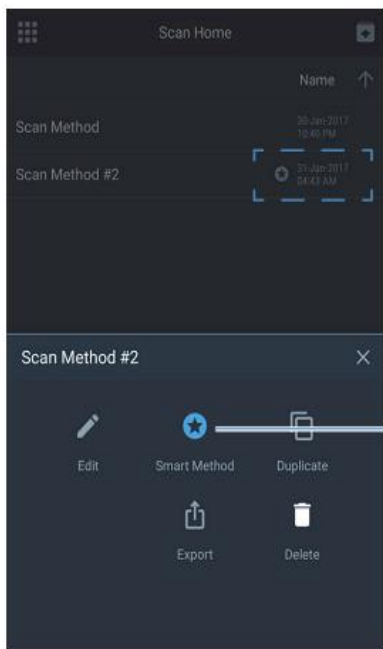 Scan Home
Name
Scan Method
30-Jan-2017
10:40 PM
Scan Method #2
31-Jan-2017
04:43 AM
Scan Method #2
Edit
Smart Method
Duplicate
Export
Delete